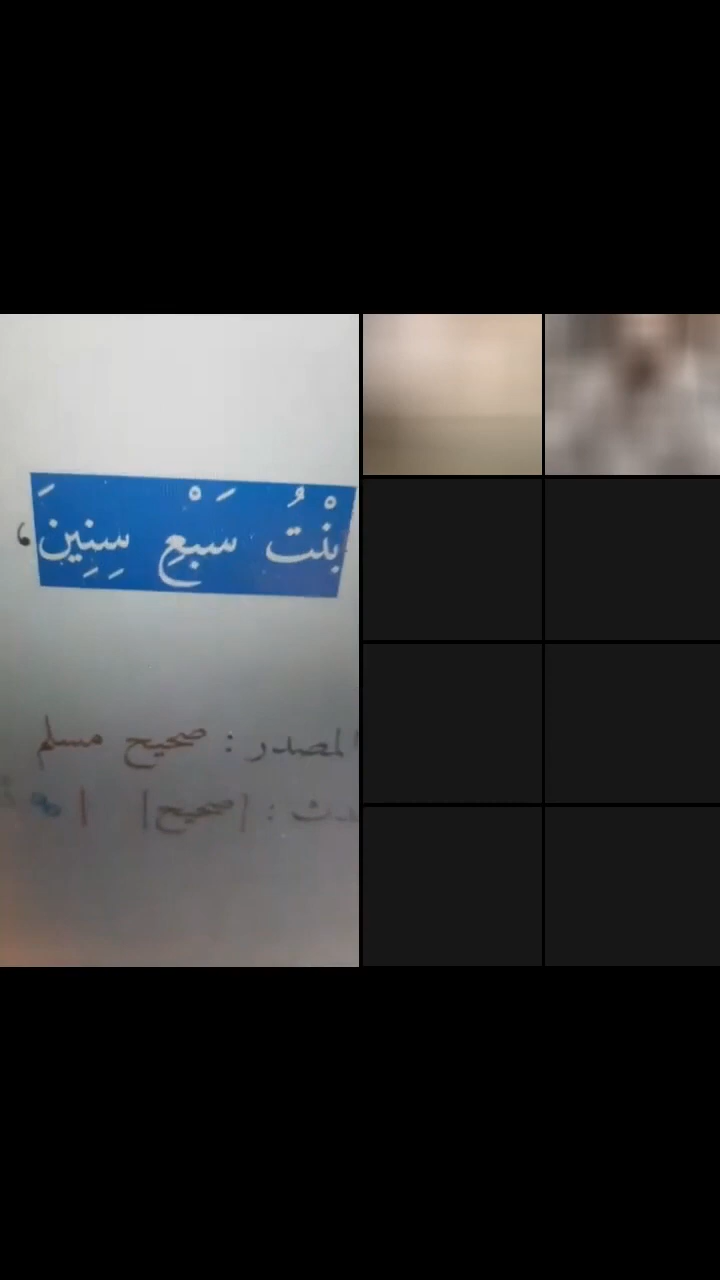 بِنْتُ سَبْعِ سِنِينَ،
المصدر : صحيح مسلم
[صحيح] |